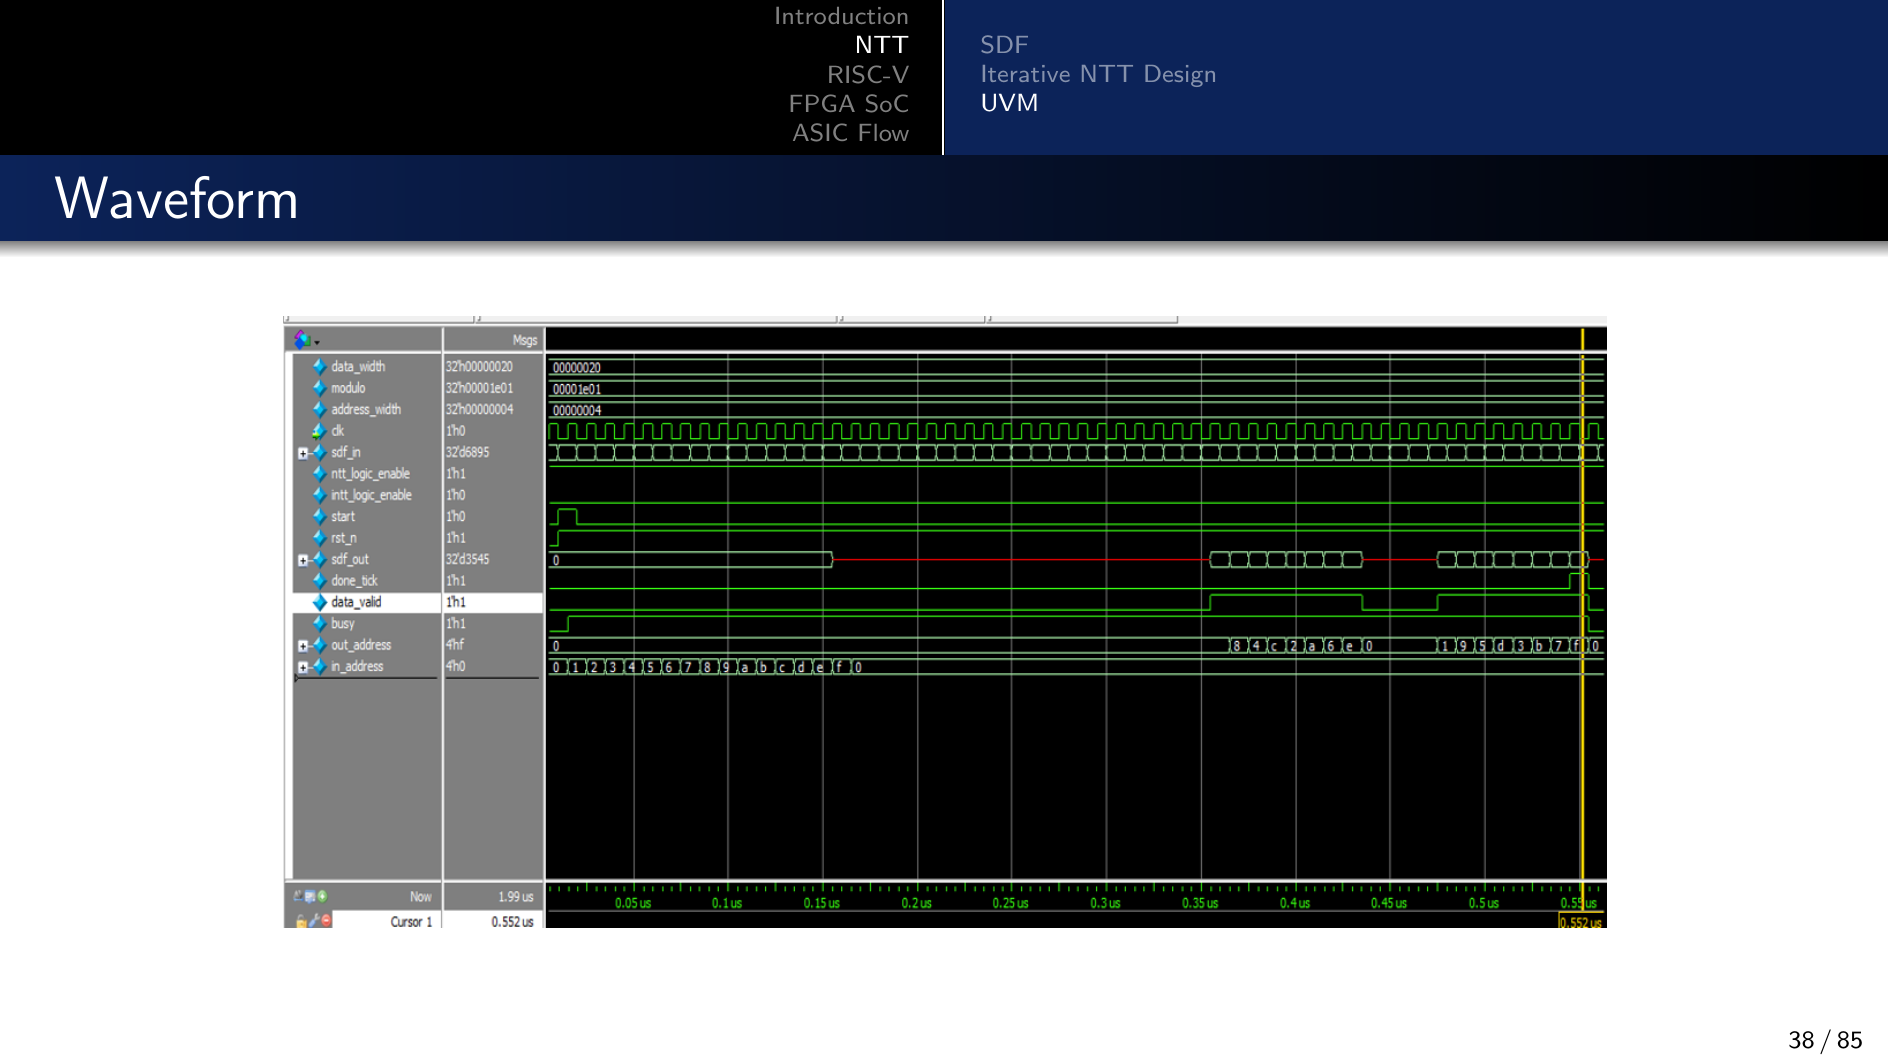 Introduction
NTT
RISC-V
FPGA SoC
ASIC Flow
SDF
Iterative NTT Design
UVM
Waveform
Msgs
data_width 32'h00000020 00000020
modulo 32'h00001e01 00001e01
address_width 32'h00000004 00000004
clk 1'h0
sdf_in 32'd6895
ntt_logic_enable 1'h1
intt_logic_enable 1'h0
start 1'h0
rst_n 1'h1
sdf_out 32'd3545 0
done_tick 1'h1
data_valid 1'h1
busy 1'h1
out_address 4'hf 0 8 4 c 2 a 6 e 0 1 9 5 d 3 b 7 f 0
in_address 4'h0 0 1 2 3 4 5 6 7 8 9 a b c d e f 0
Now 1.99 us 0.05 us 0.1 us 0.15 us 0.2 us 0.25 us 0.3 us 0.35 us 0.4 us 0.45 us 0.5 us 0.55 us
Cursor 1 0.552 us 0.552 us
38 / 85